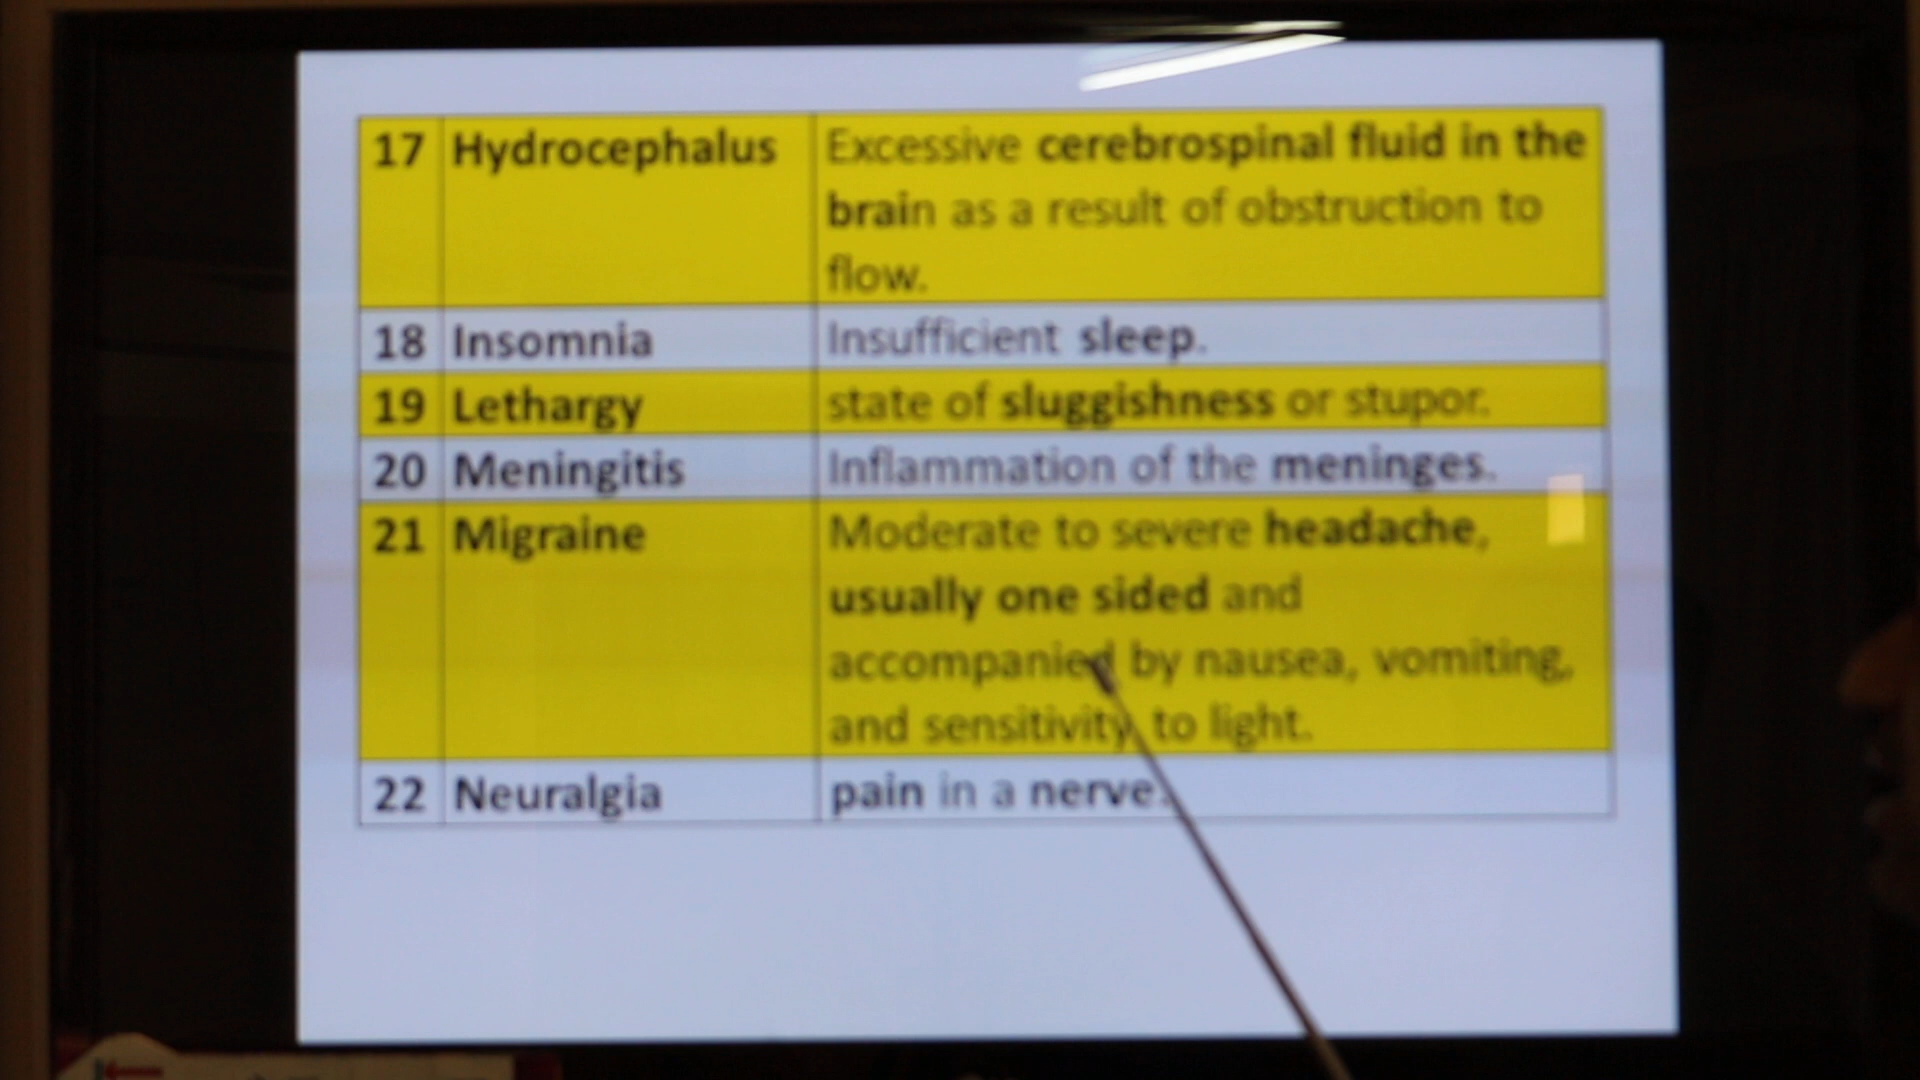 17 Hydrocephalus Excessive cerebrospinal fluid in the
brain as a result of obstruction to
flow.
18 Insomnia Insufficient sleep.
19 Lethargy state of sluggishness or stupor.
20 Meningitis Inflammation of the meninges.
21 Migraine Moderate to severe headache,
usually one sided and
accompanied by nausea, vomiting,
and sensitivity to light.
22 Neuralgia pain in a nerve.